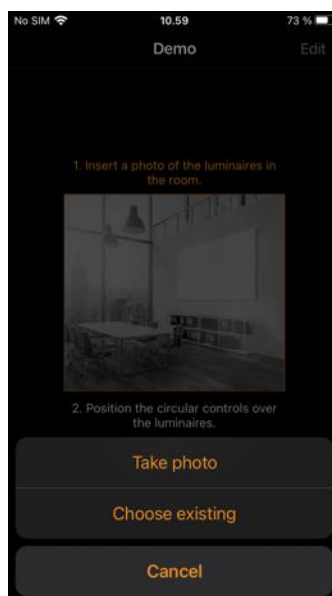 No SIM 10.59 73 %
Demo Edit
1. Insert a photo of the luminaires in
the room.
2. Position the circular controls over
the luminaires.
Take photo
Choose existing
Cancel